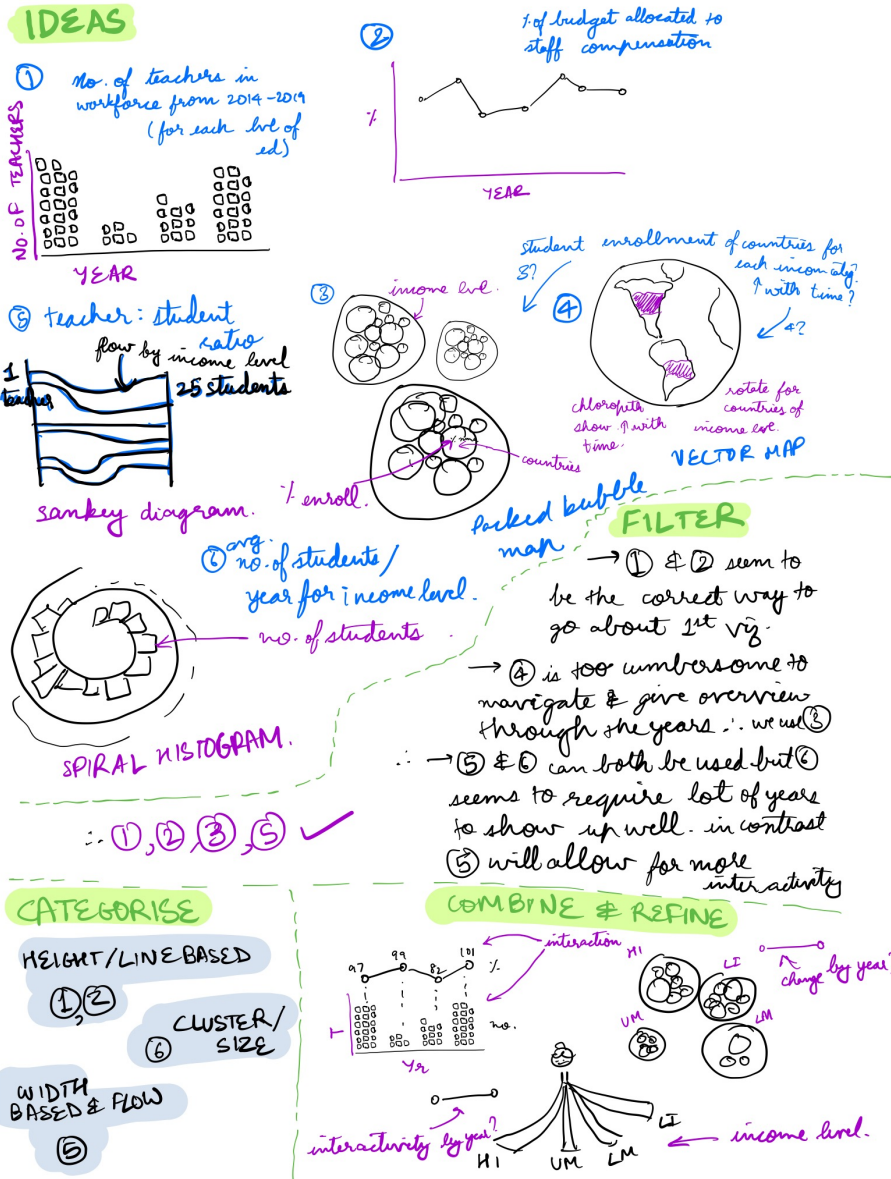 IDEAS
①
No. of teachers in
workforce from 2014-2019
(for each lvl of
ed)
NO. OF TEACHERS
YEAR
②
% of budget allocated to
staff compensation
%
YEAR
③
income lvl.
% enroll.
countries
Packed bubble
map
student enrollment of countries for
each incom catg?
↑ with time?
3?
④
4?
chloropith
show ↑ with
time.
rotate for
countries of
income lve.
VECTOR MAP
⑤ teacher: student
ratio
flow by income level
1
teacher
25 students
sankey diagram.
⑥ avg.
no. of students/
year for income level.
no. of students
SPIRAL HISTOGRAM.
∴ ①, ②, ③, ⑤ ✓
FILTER
→ ① & ② seem to
be the correct way to
go about 1st viz.
→ ④ is too cumbersome to
navigate & give overview
through the years ∴ we use ③
∴ → ⑤ & ⑥ can both be used but ⑥
seems to require lot of years
to show up well. in contrast
⑤ will allow for more
interactivity
CATEGORISE
HEIGHT/LINE BASED
①, ②
CLUSTER/
⑥ SIZE
WIDTH
BASED & FLOW
⑤
COMBINE & REFINE
interaction
97 99 82 101
%
T
no.
Yr
HI
LI
UM
LM
change by year?
interactivity by year?
HI
UM
LM
LI
income level.